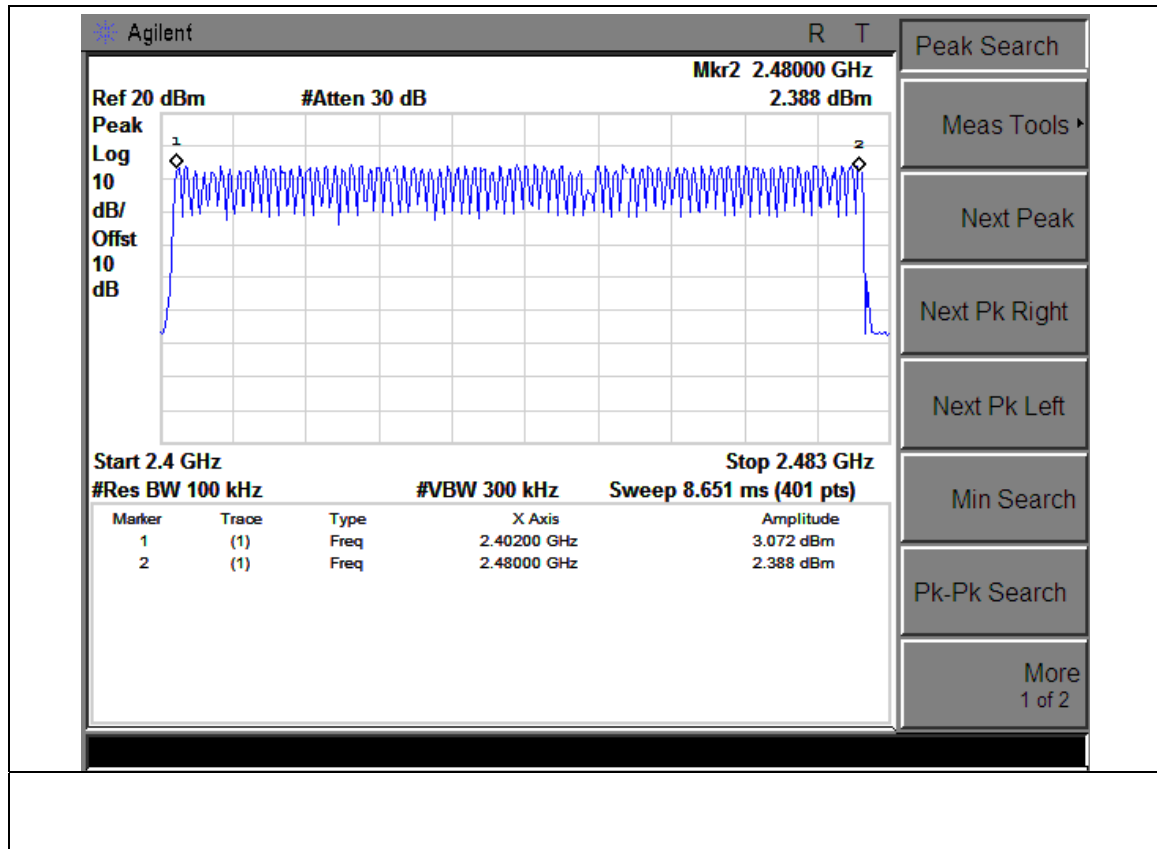 Agilent
R T
Mkr2 2.48000 GHz
Ref 20 dBm #Atten 30 dB 2.388 dBm
Peak
Log
10
dB/
Offst
10
dB
1
2
Start 2.4 GHz Stop 2.483 GHz
#Res BW 100 kHz #VBW 300 kHz Sweep 8.651 ms (401 pts)
Marker Trace Type X Axis Amplitude
1 (1) Freq 2.40200 GHz 3.072 dBm
2 (1) Freq 2.48000 GHz 2.388 dBm
Peak Search
Meas Tools
Next Peak
Next Pk Right
Next Pk Left
Min Search
Pk-Pk Search
More
1 of 2